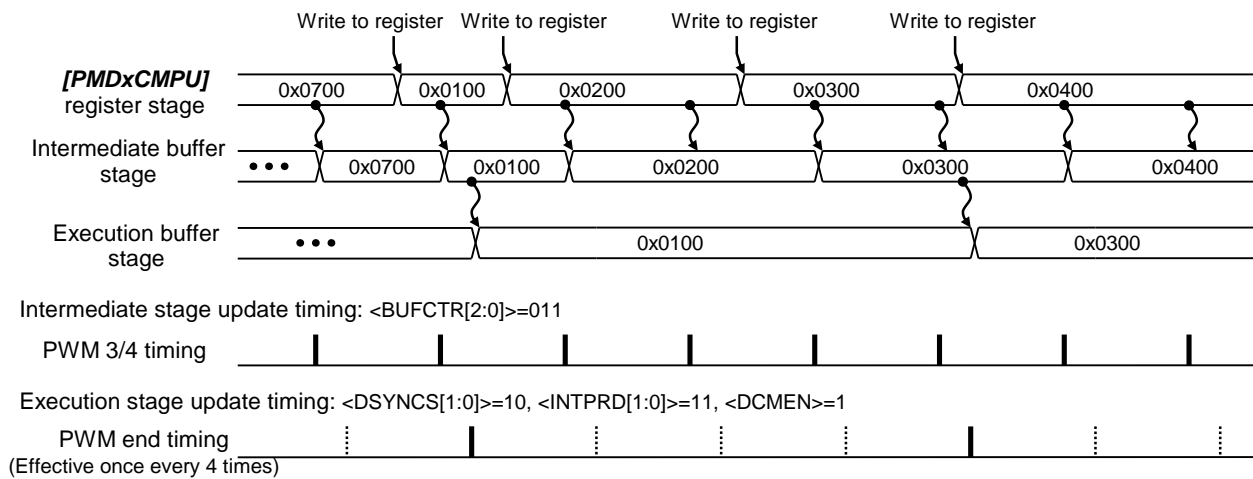 Write to register Write to register Write to register Write to register
[PMDxCMPU]
register stage
0x0700 0x0100 0x0200 0x0300 0x0400
Intermediate buffer
stage
••• 0x0700 0x0100 0x0200 0x0300 0x0400
Execution buffer
stage
••• 0x0100 0x0300
Intermediate stage update timing: <BUFCTR[2:0]>=011
PWM 3/4 timing
Execution stage update timing: <DSYNCS[1:0]>=10, <INTPRD[1:0]>=11, <DCMEN>=1
PWM end timing
(Effective once every 4 times)